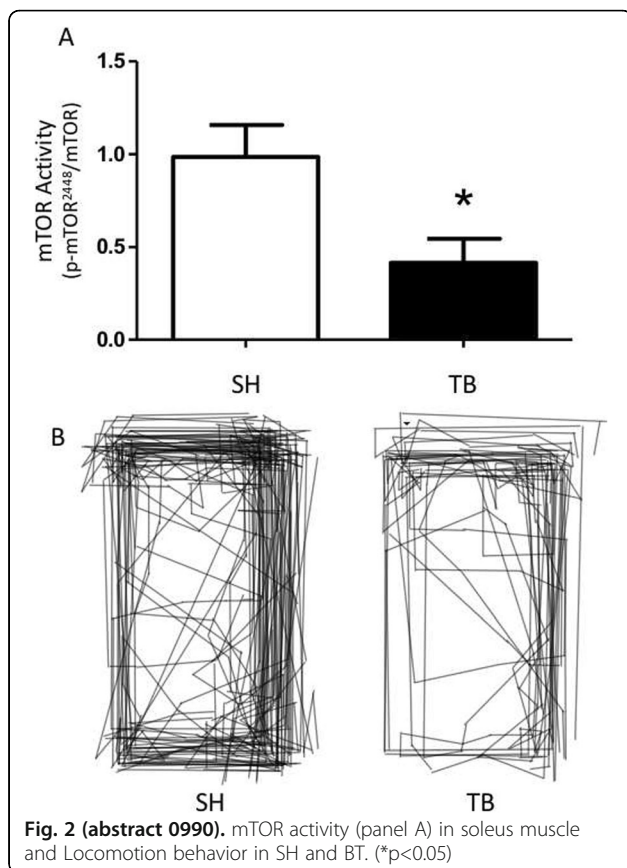 A
1.5
1.0
0.5
0.0
mTOR Activity
(p-mTOR²⁴⁴⁸/mTOR)
*
SH TB
B
SH TB
Fig. 2 (abstract 0990). mTOR activity (panel A) in soleus muscle
and Locomotion behavior in SH and BT. (*p<0.05)